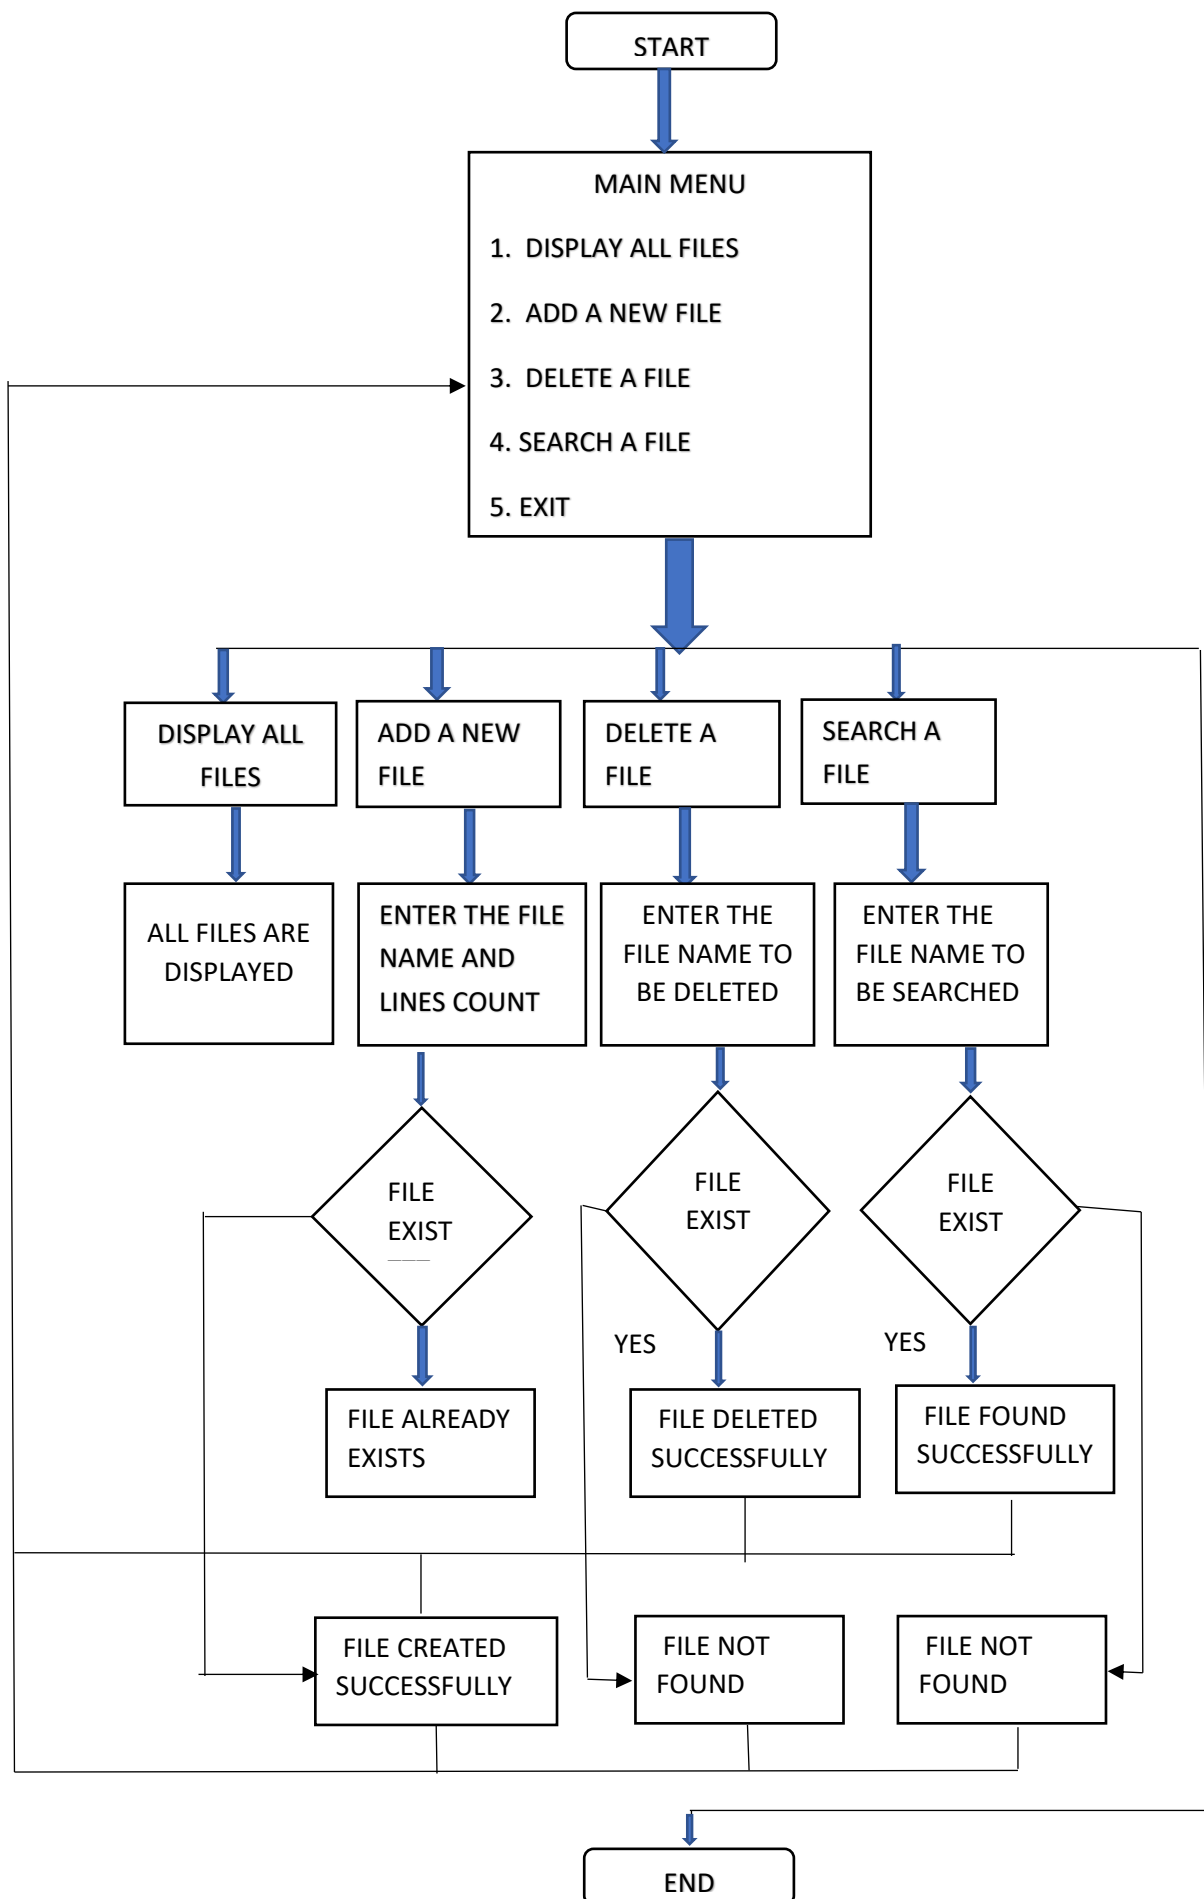 START
MAIN MENU
1. DISPLAY ALL FILES
2. ADD A NEW FILE
3. DELETE A FILE
4. SEARCH A FILE
5. EXIT
DISPLAY ALL
FILES
ADD A NEW
FILE
DELETE A
FILE
SEARCH A
FILE
ALL FILES ARE
DISPLAYED
ENTER THE FILE
NAME AND
LINES COUNT
ENTER THE
FILE NAME TO
BE DELETED
ENTER THE
FILE NAME TO
BE SEARCHED
FILE
EXIST
FILE
EXIST
FILE
EXIST
YES
YES
FILE ALREADY
EXISTS
FILE DELETED
SUCCESSFULLY
FILE FOUND
SUCCESSFULLY
FILE CREATED
SUCCESSFULLY
FILE NOT
FOUND
FILE NOT
FOUND
END